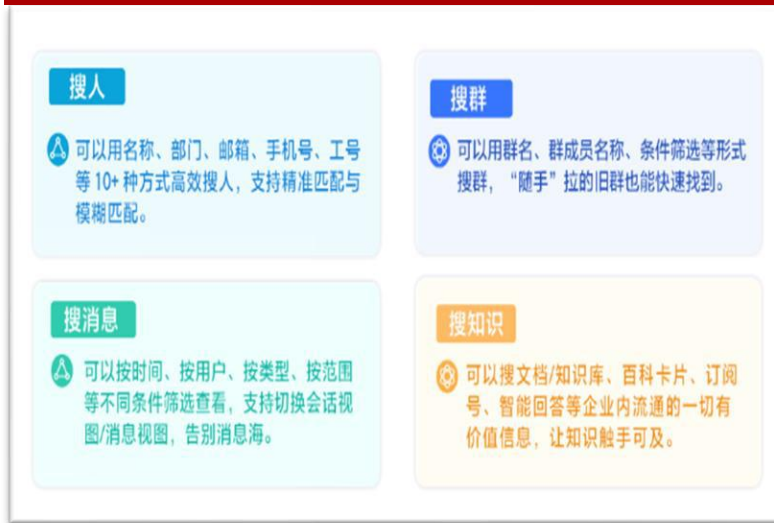 搜人
可以用名称、部门、邮箱、手机号、工号
等 10+ 种方式高效搜人，支持精准匹配与
模糊匹配。
搜群
可以用群名、群成员名称、条件筛选等形式
搜群，“随手”拉的旧群也能快速找到。
搜消息
可以按时间、按用户、按类型、按范围
等不同条件筛选查看，支持切换会话视
图/消息视图，告别消息海。
搜知识
可以搜文档/知识库、百科卡片、订阅
号、智能回答等企业内流通的一切有
价值信息，让知识触手可及。